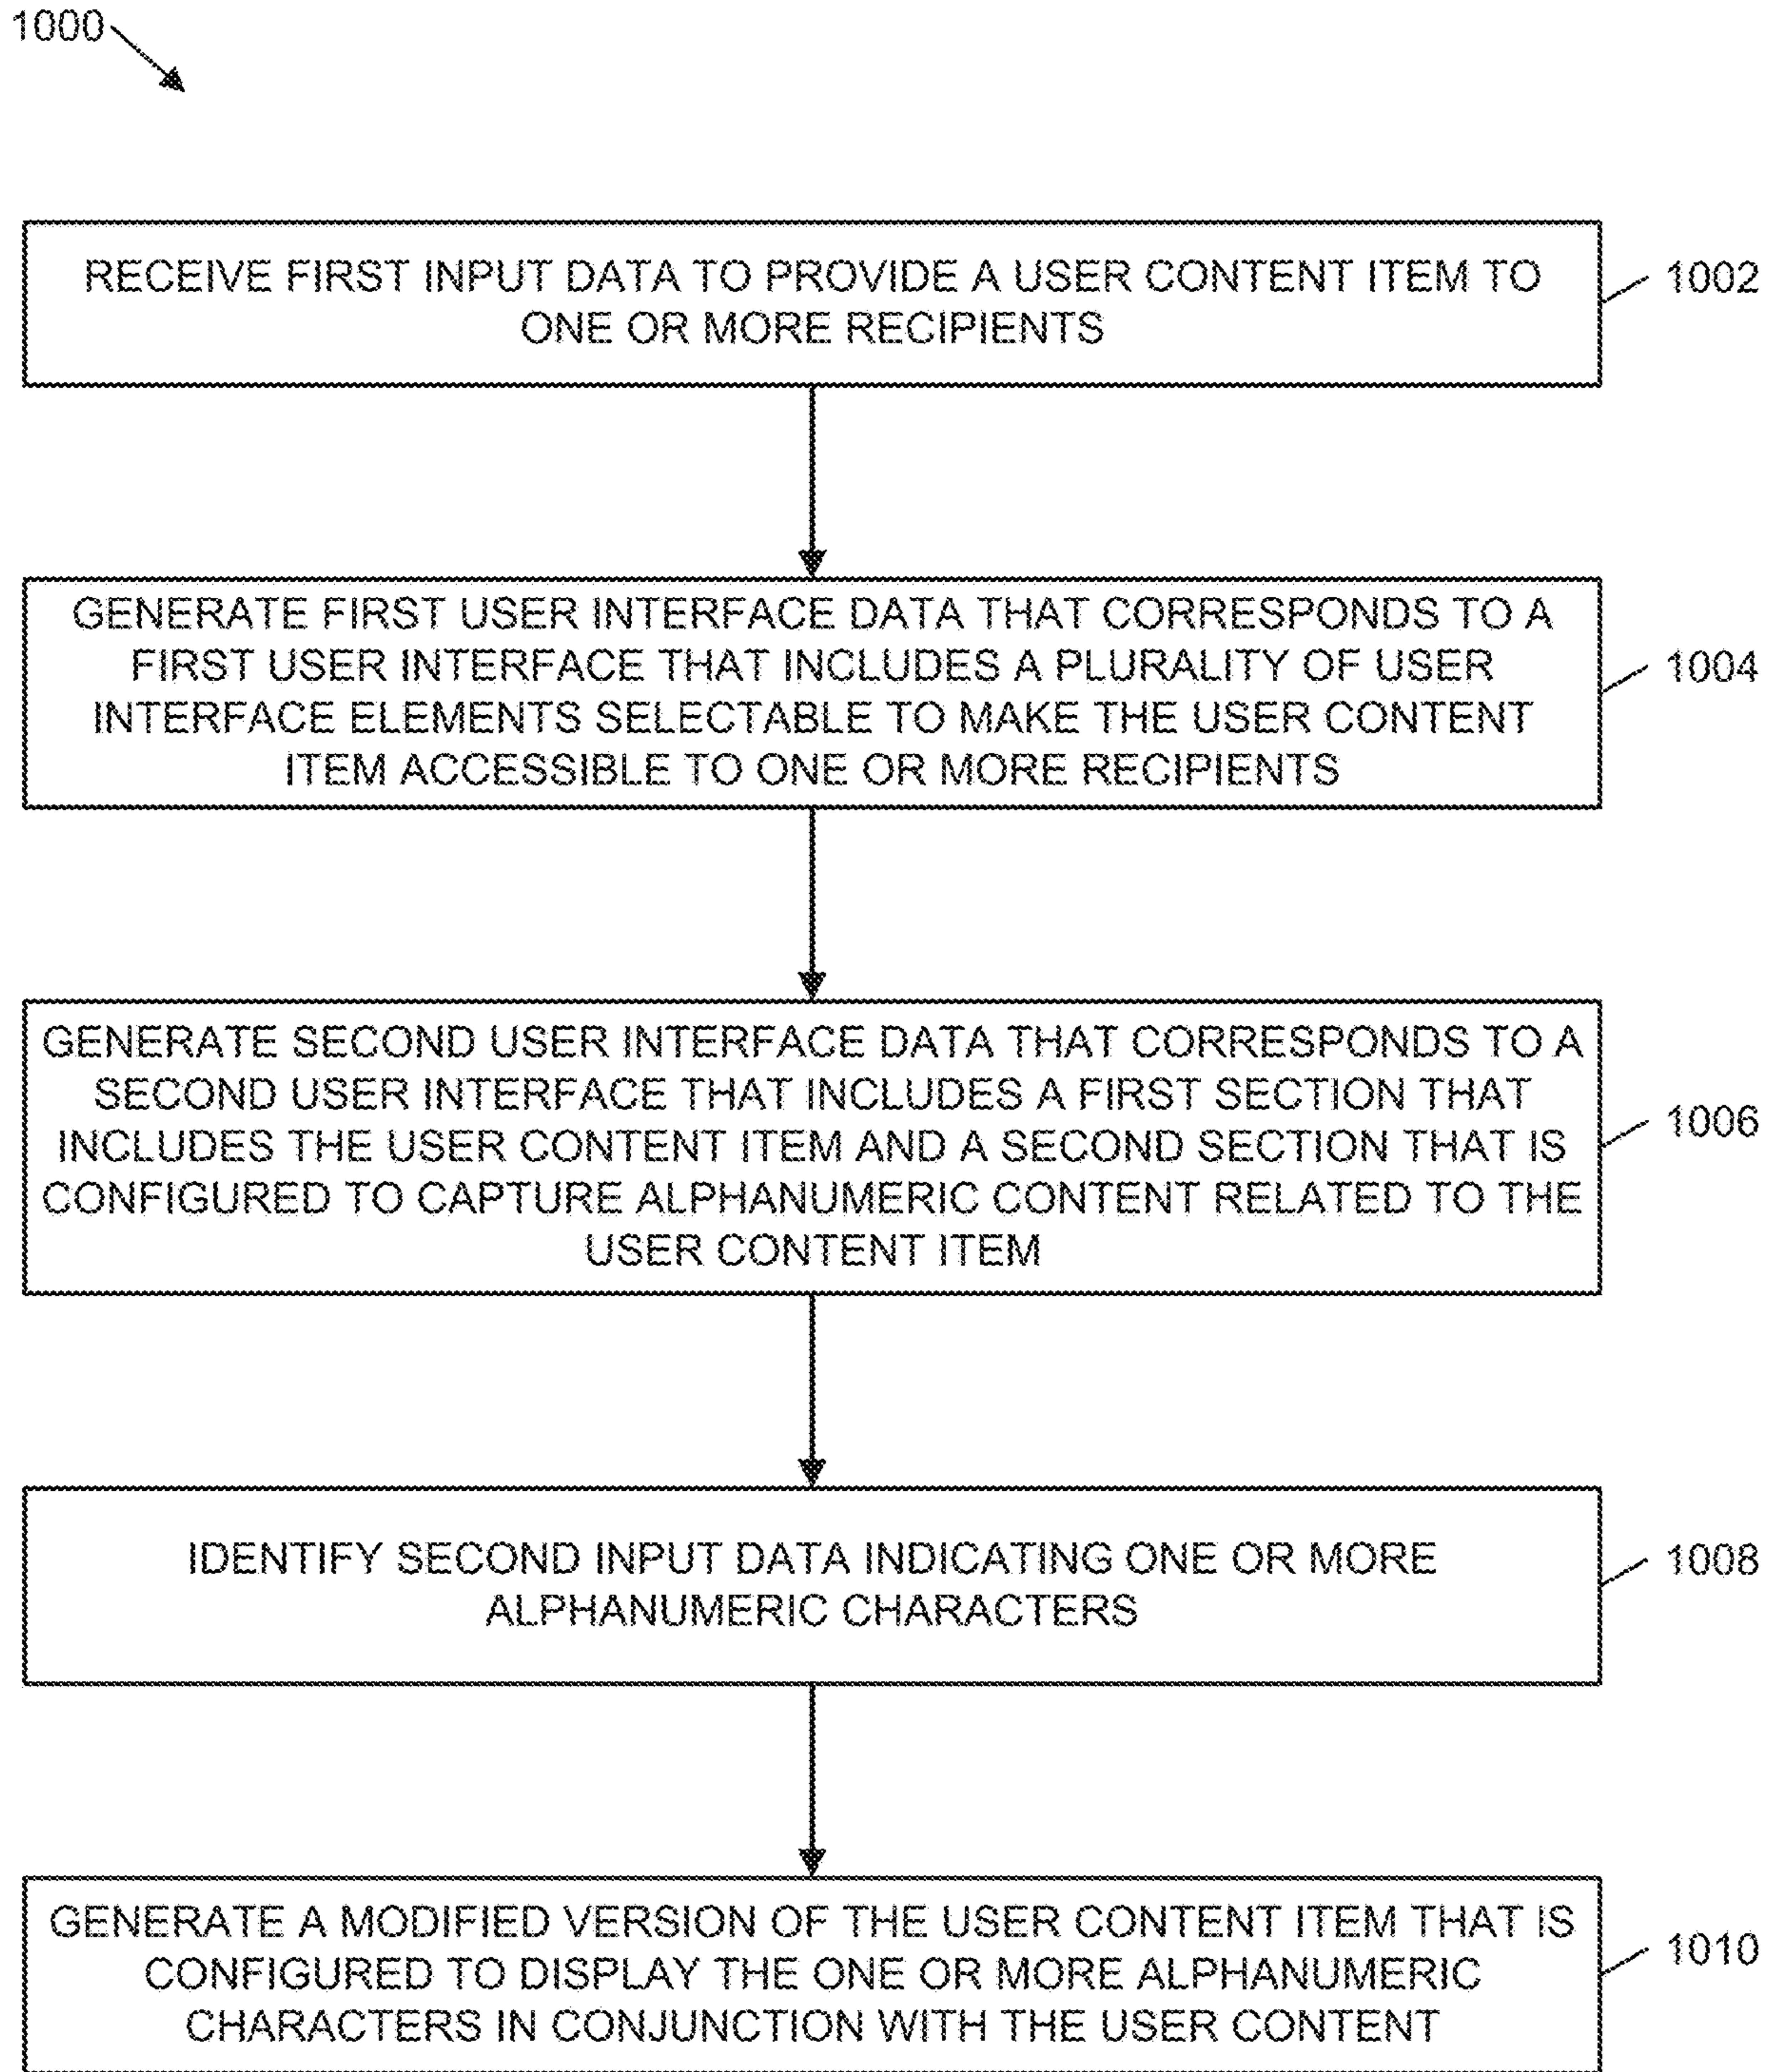 1000
RECEIVE FIRST INPUT DATA TO PROVIDE A USER CONTENT ITEM TO
ONE OR MORE RECIPIENTS
1002
GENERATE FIRST USER INTERFACE DATA THAT CORRESPONDS TO A
FIRST USER INTERFACE THAT INCLUDES A PLURALITY OF USER
INTERFACE ELEMENTS SELECTABLE TO MAKE THE USER CONTENT
ITEM ACCESSIBLE TO ONE OR MORE RECIPIENTS
1004
GENERATE SECOND USER INTERFACE DATA THAT CORRESPONDS TO A
SECOND USER INTERFACE THAT INCLUDES A FIRST SECTION THAT
INCLUDES THE USER CONTENT ITEM AND A SECOND SECTION THAT IS
CONFIGURED TO CAPTURE ALPHANUMERIC CONTENT RELATED TO THE
USER CONTENT ITEM
1006
IDENTIFY SECOND INPUT DATA INDICATING ONE OR MORE
ALPHANUMERIC CHARACTERS
1008
GENERATE A MODIFIED VERSION OF THE USER CONTENT ITEM THAT IS
CONFIGURED TO DISPLAY THE ONE OR MORE ALPHANUMERIC
CHARACTERS IN CONJUNCTION WITH THE USER CONTENT
1010